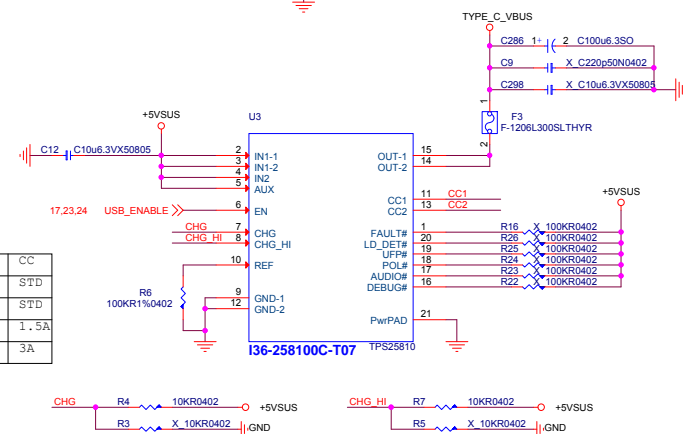 TYPE_C_VBUS
C286 1+ 2 C100u6.3SO
C9 X_C220p50N0402
C298 X_C10u6.3VX50805
1
F3
F-1206L300SLTHYR
2
+5VSUS
U3
C12 C10u6.3VX50805
2 IN1-1
3 IN1-2
4 IN2
5 AUX
17,23,24 USB_ENABLE 6 EN
CHG 7 CHG
CHG_HI 8 CHG_HI
10 REF
R6
100KR1%0402
9 GND-1
12 GND-2
OUT-1 15
OUT-2 14
CC1 11 CC1
CC2 13 CC2
+5VSUS
FAULT# 1 R16 X_100KR0402
LD_DET# 20 R26 X_100KR0402
UFP# 19 R25 X_100KR0402
POL# 18 R24 X_100KR0402
AUDIO# 17 R23 X_100KR0402
DEBUG# 16 R22 X_100KR0402
PwrPAD 21
I36-258100C-T07 TPS25810
CC
STD
STD
1.5A
3A
CHG R4 10KR0402 +5VSUS
R3 X_10KR0402 GND
CHG_HI R7 10KR0402 +5VSUS
R5 X_10KR0402 GND